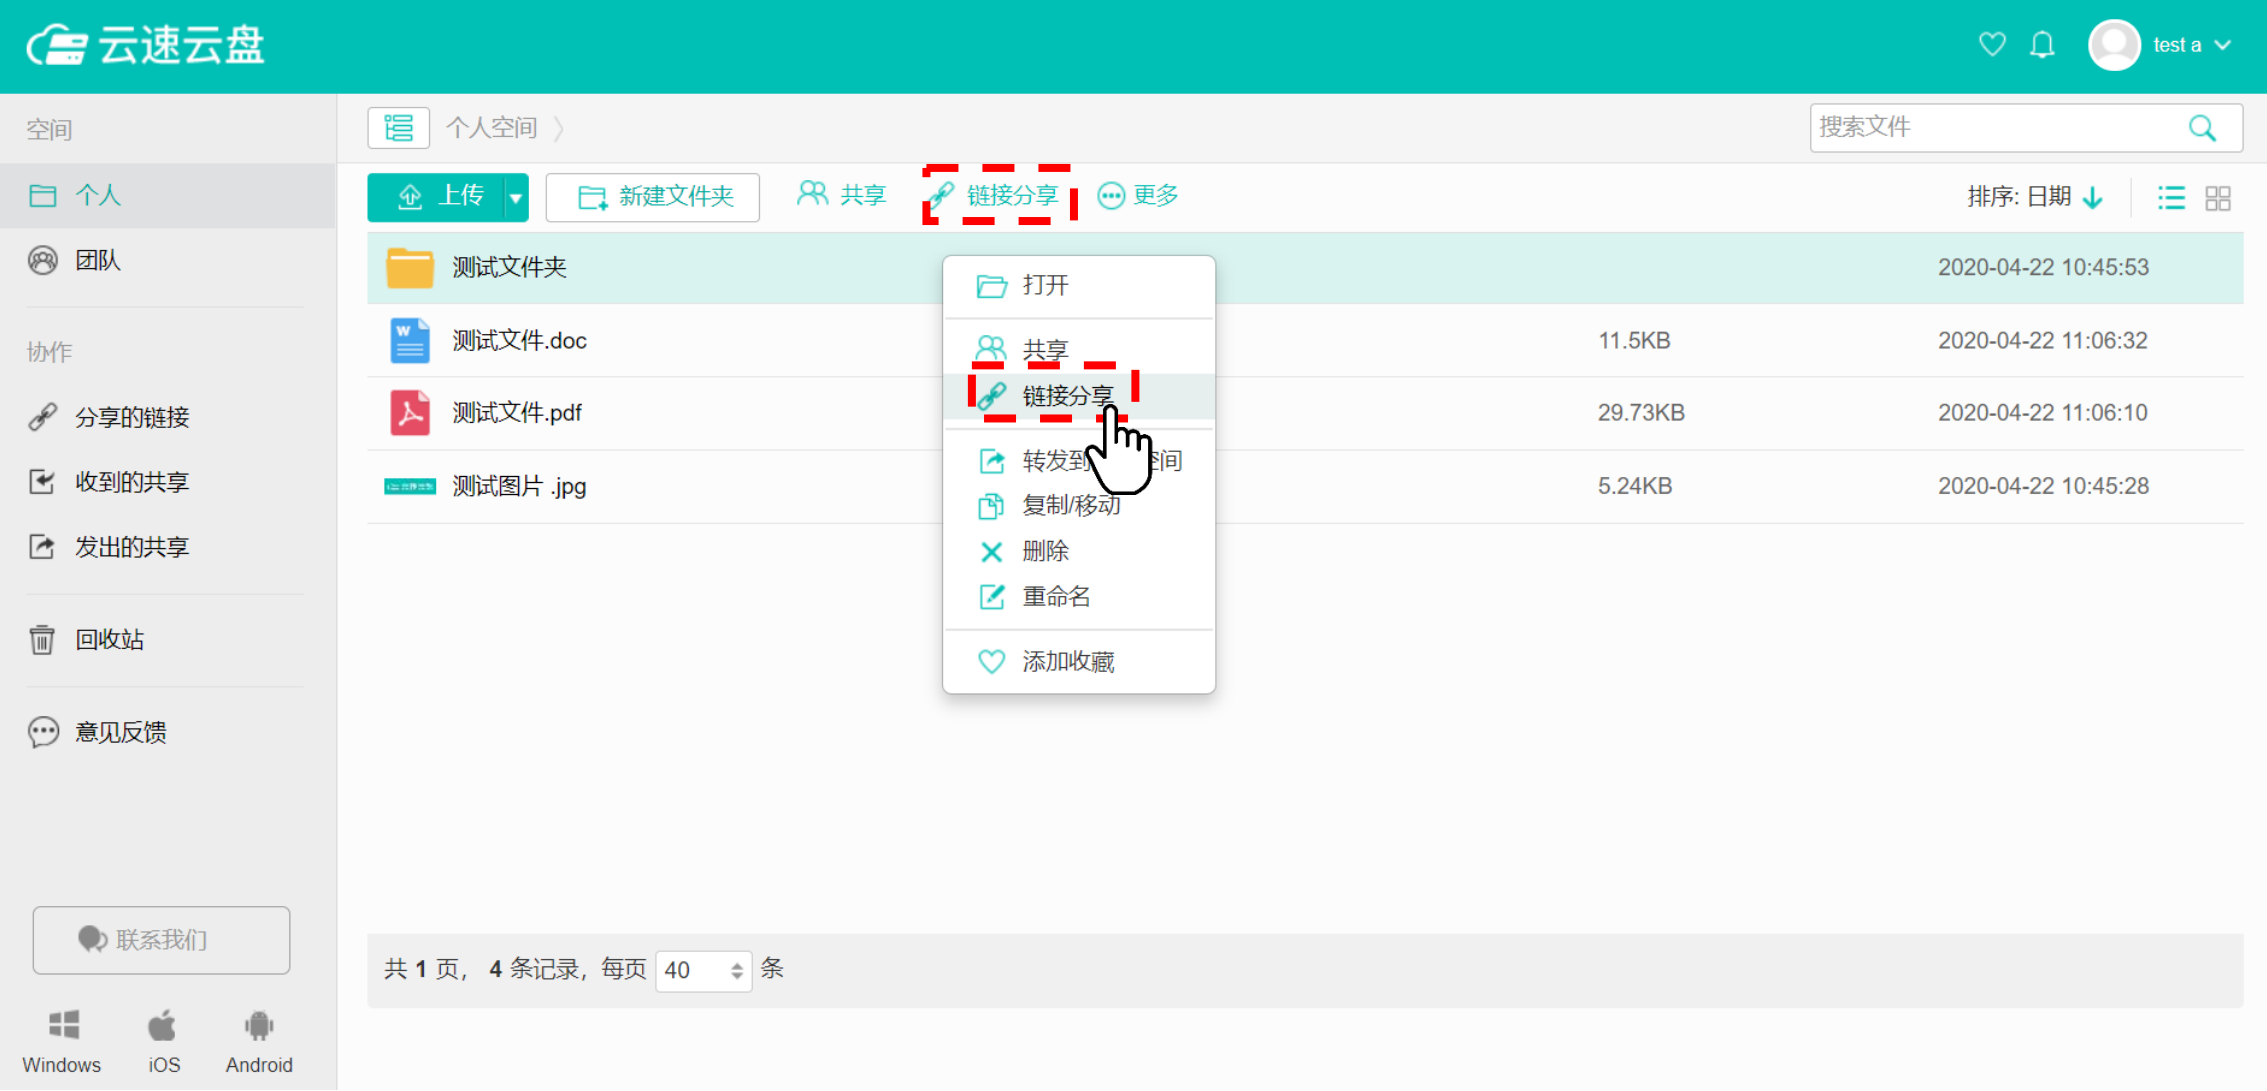 云速云盘
test a
空间
个人
团队
协作
分享的链接
收到的共享
发出的共享
回收站
意见反馈
联系我们
Windows
iOS
Android
个人空间
搜索文件
上传
新建文件夹
共享
链接分享
更多
排序: 日期
测试文件夹 2020-04-22 10:45:53
测试文件.doc 11.5KB 2020-04-22 11:06:32
测试文件.pdf 29.73KB 2020-04-22 11:06:10
测试图片 .jpg 5.24KB 2020-04-22 10:45:28
打开
共享
链接分享
转发到 空间
复制/移动
删除
重命名
添加收藏
共 1 页， 4 条记录，每页 40 条